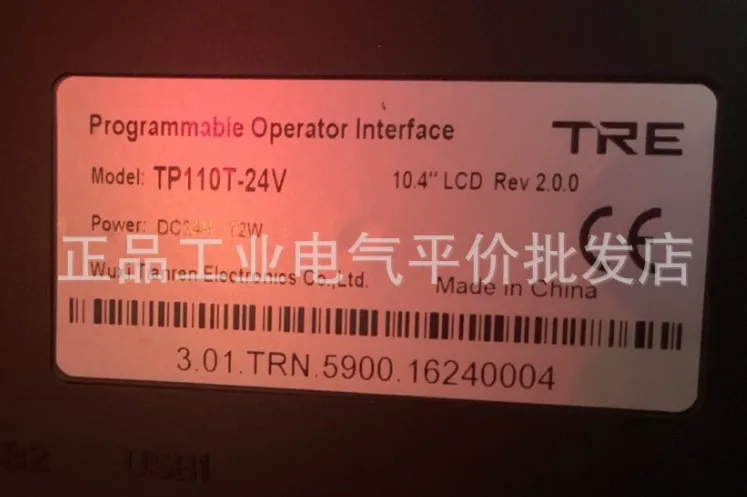 Programmable Operator Interface
TRE
Model: TP110T-24V 10.4" LCD Rev 2.0.0
Power: DC24V 12W
CE
正品工业电气平价批发店
Wuxi Tianren Electronics Co.,Ltd. Made in China
3.01.TRN.5900.16240004
USB1